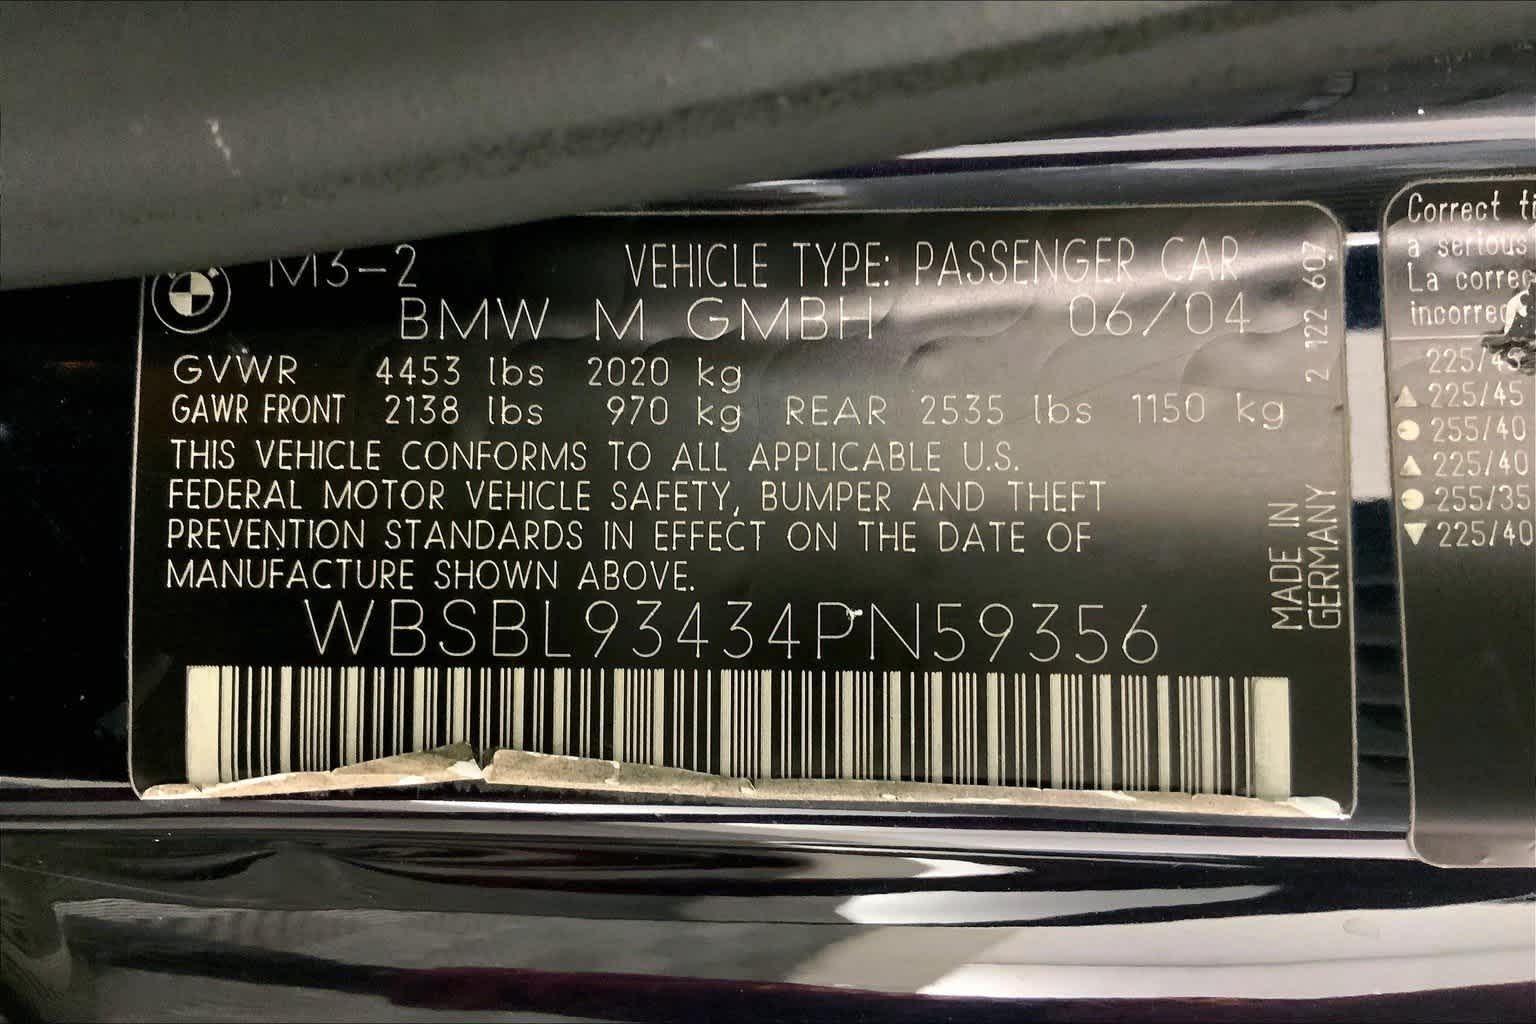 M3-2 VEHICLE TYPE: PASSENGER CAR
BMW M GMBH 06/04
GVWR 4453 lbs 2020 kg
GAWR FRONT 2138 lbs 970 kg REAR 2535 lbs 1150 kg
THIS VEHICLE CONFORMS TO ALL APPLICABLE U.S.
FEDERAL MOTOR VEHICLE SAFETY, BUMPER AND THEFT
PREVENTION STANDARDS IN EFFECT ON THE DATE OF
MANUFACTURE SHOWN ABOVE.
WBSBL93434PN59356
2 122 607
MADE IN
GERMANY
Correct
a serious
La correc
incorrec
225/45
225/45
255/40
225/40
255/35
225/40